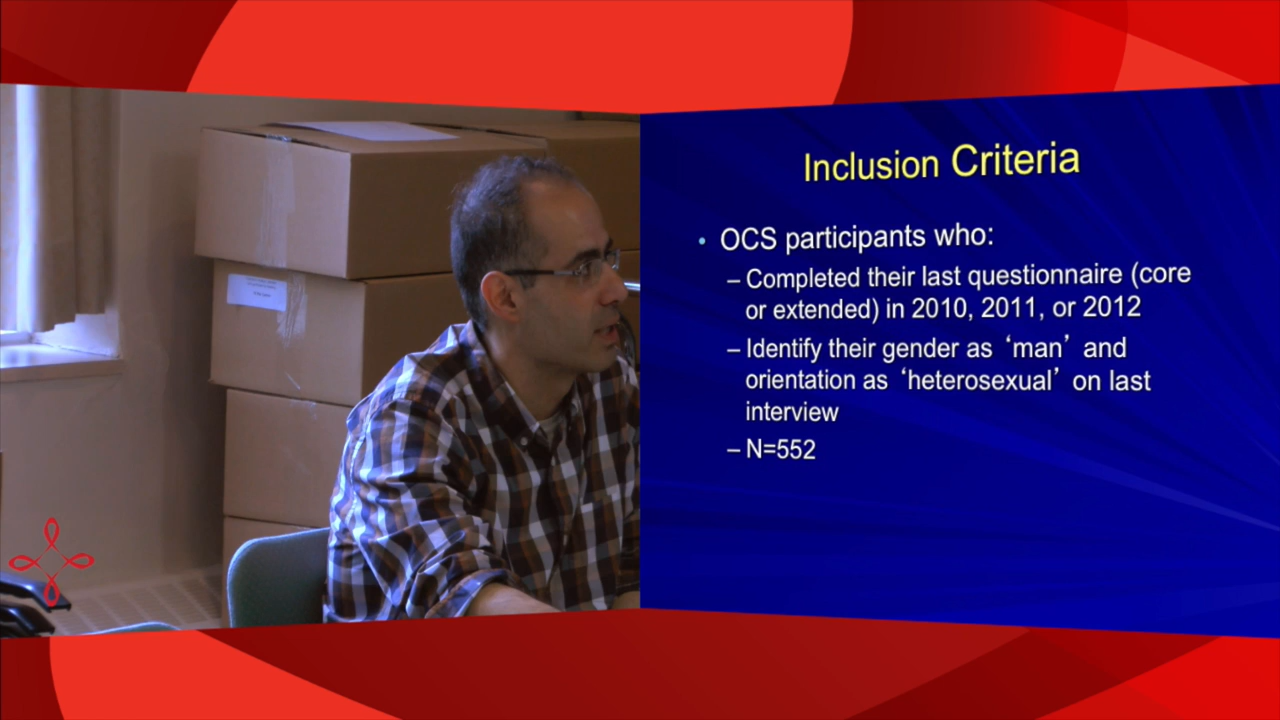 Inclusion Criteria
• OCS participants who:
– Completed their last questionnaire (core
or extended) in 2010, 2011, or 2012
– Identify their gender as ‘man’ and
orientation as ‘heterosexual’ on last
interview
– N=552